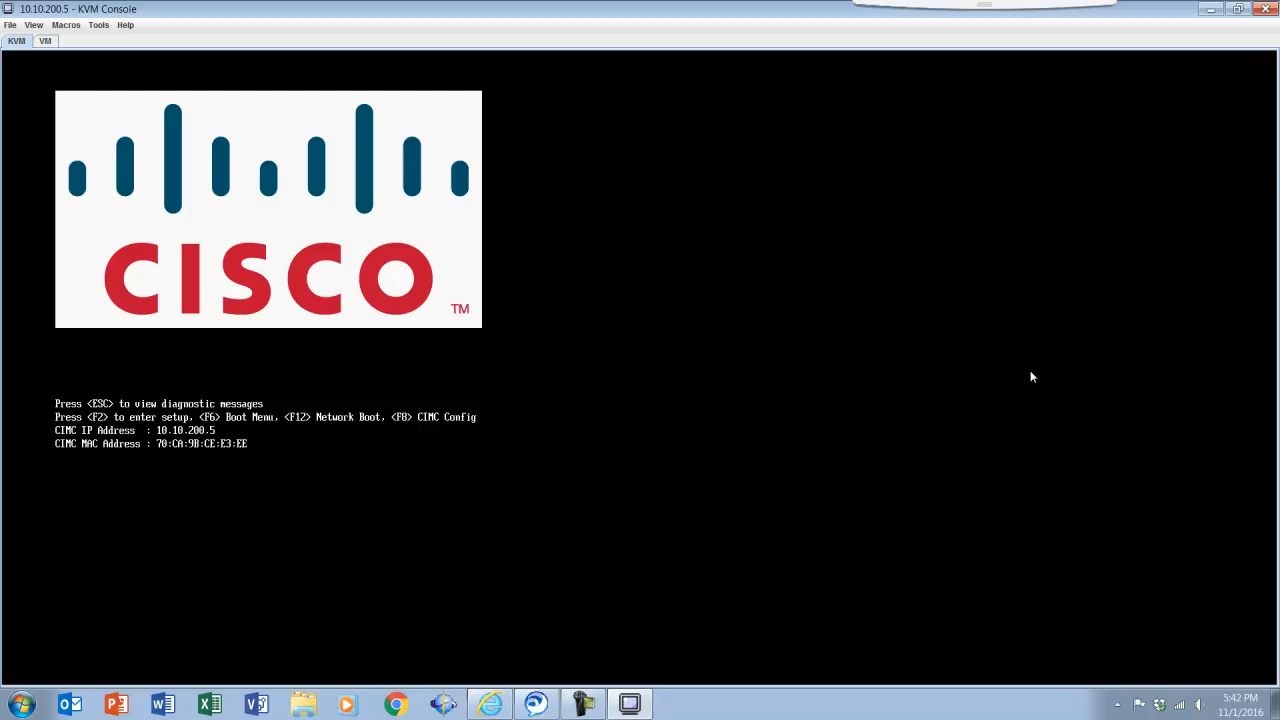 10.10.200.5 - KVM Console
File View Macros Tools Help
KVM VM
CISCO
TM
Press <ESC> to view diagnostic messages
Press <F2> to enter setup, <F6> Boot Menu, <F12> Network Boot, <F8> CIMC Config
CIMC IP Address : 10.10.200.5
CIMC MAC Address : 70:CA:9B:CE:E3:EE
5:42 PM
11/1/2016